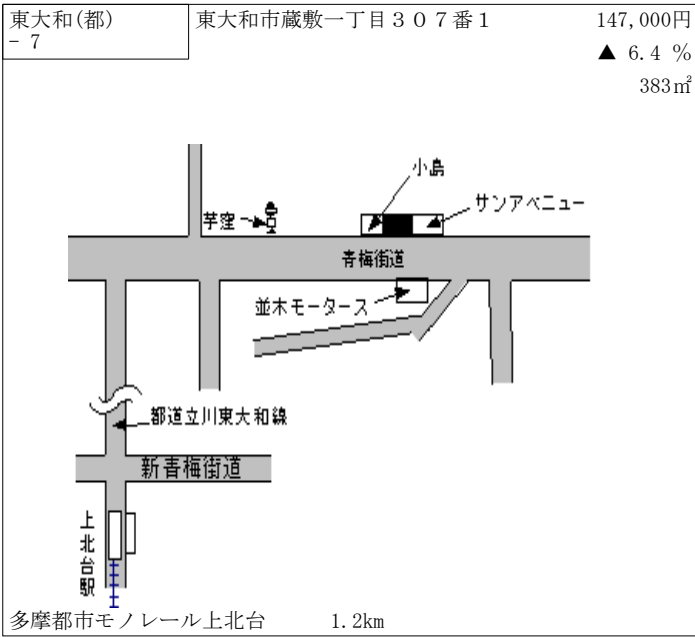 東大和(都)
- 7
東大和市蔵敷一丁目３０７番１
147,000円
▲ 6.4 %
383㎡
小島
サンアベニュー
芋窪
青梅街道
並木モータース
都道立川東大和線
新青梅街道
上北台駅
多摩都市モノレール上北台 1.2km